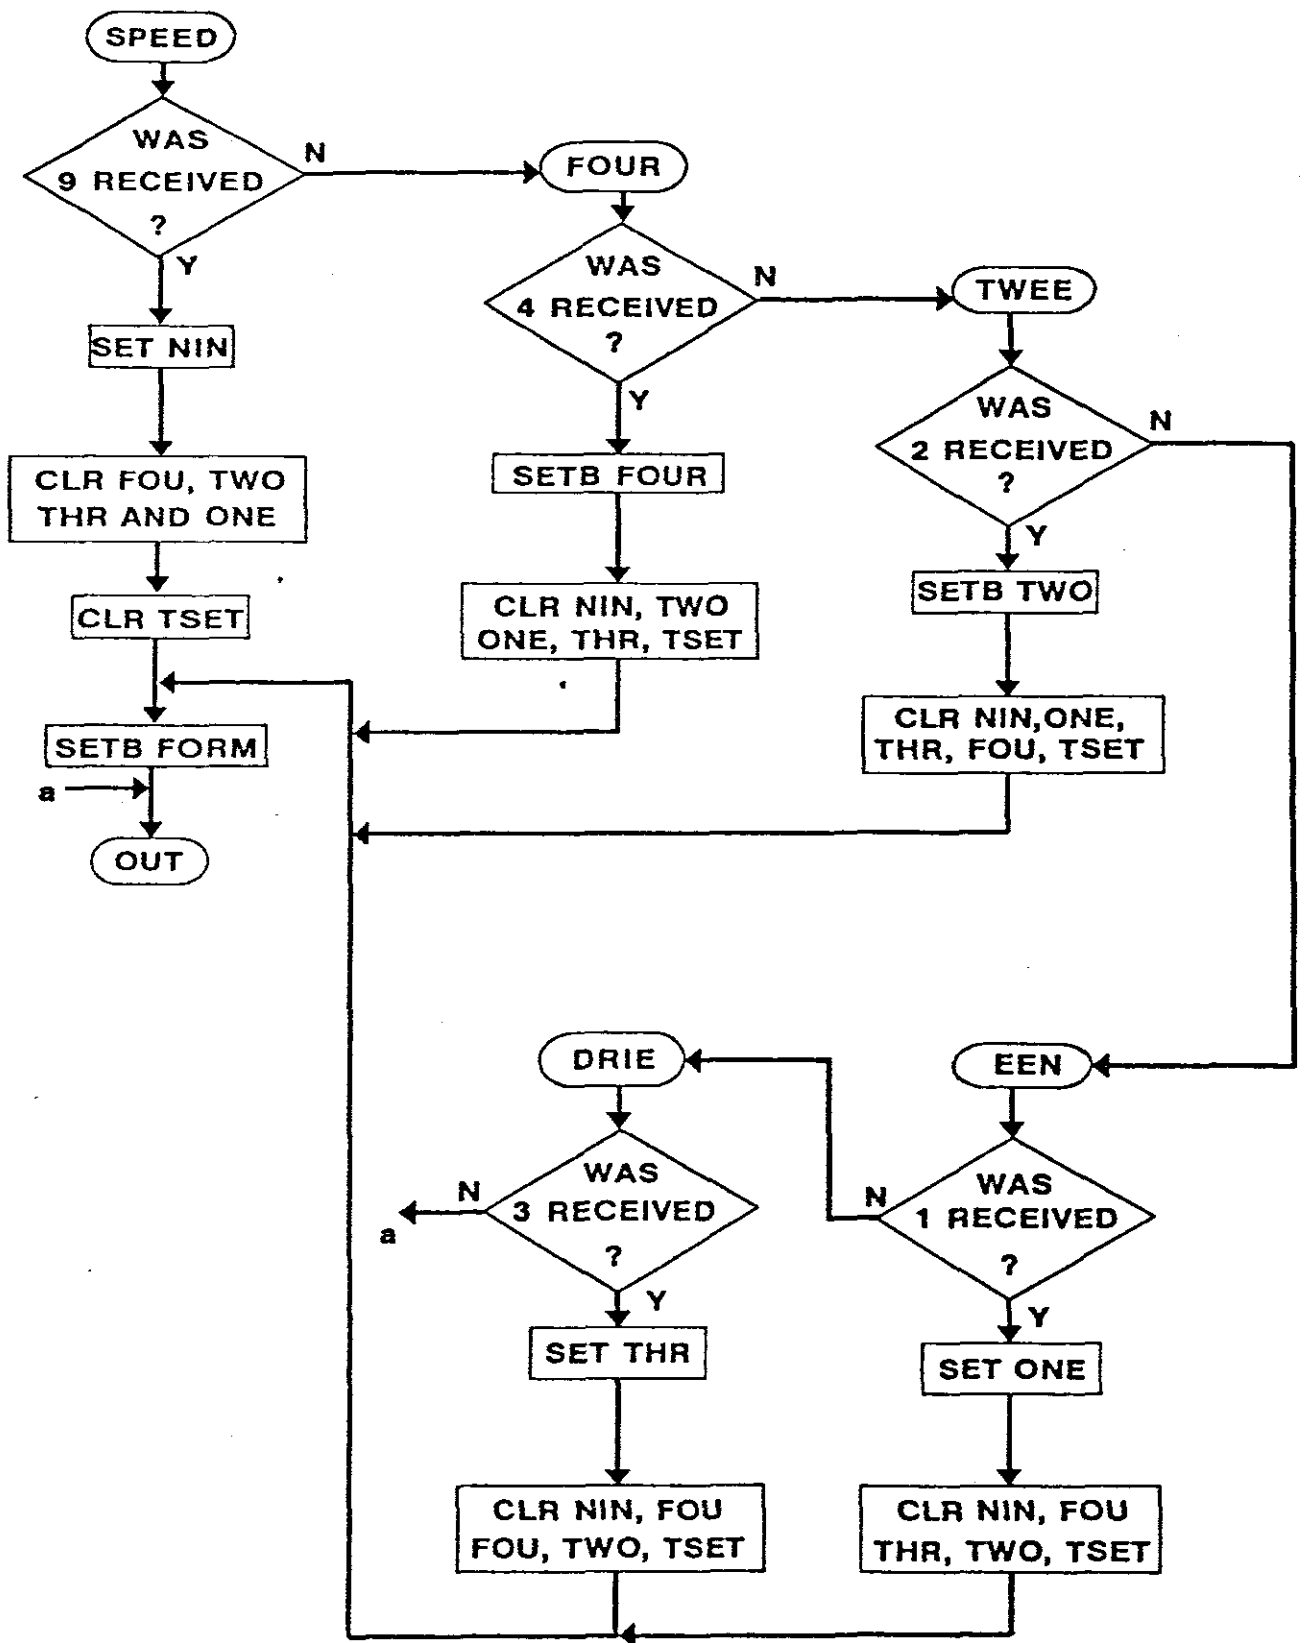 SPEED
WAS
9 RECEIVED
?
N
Y
SET NIN
CLR FOU, TWO
THR AND ONE
CLR TSET
SETB FORM
a
OUT
FOUR
WAS
4 RECEIVED
?
N
Y
SETB FOUR
CLR NIN, TWO
ONE, THR, TSET
TWEE
WAS
2 RECEIVED
?
N
Y
SETB TWO
CLR NIN,ONE,
THR, FOU, TSET
EEN
WAS
1 RECEIVED
?
N
Y
SET ONE
CLR NIN, FOU
THR, TWO, TSET
DRIE
WAS
3 RECEIVED
?
N
a
Y
SET THR
CLR NIN, FOU
FOU, TWO, TSET